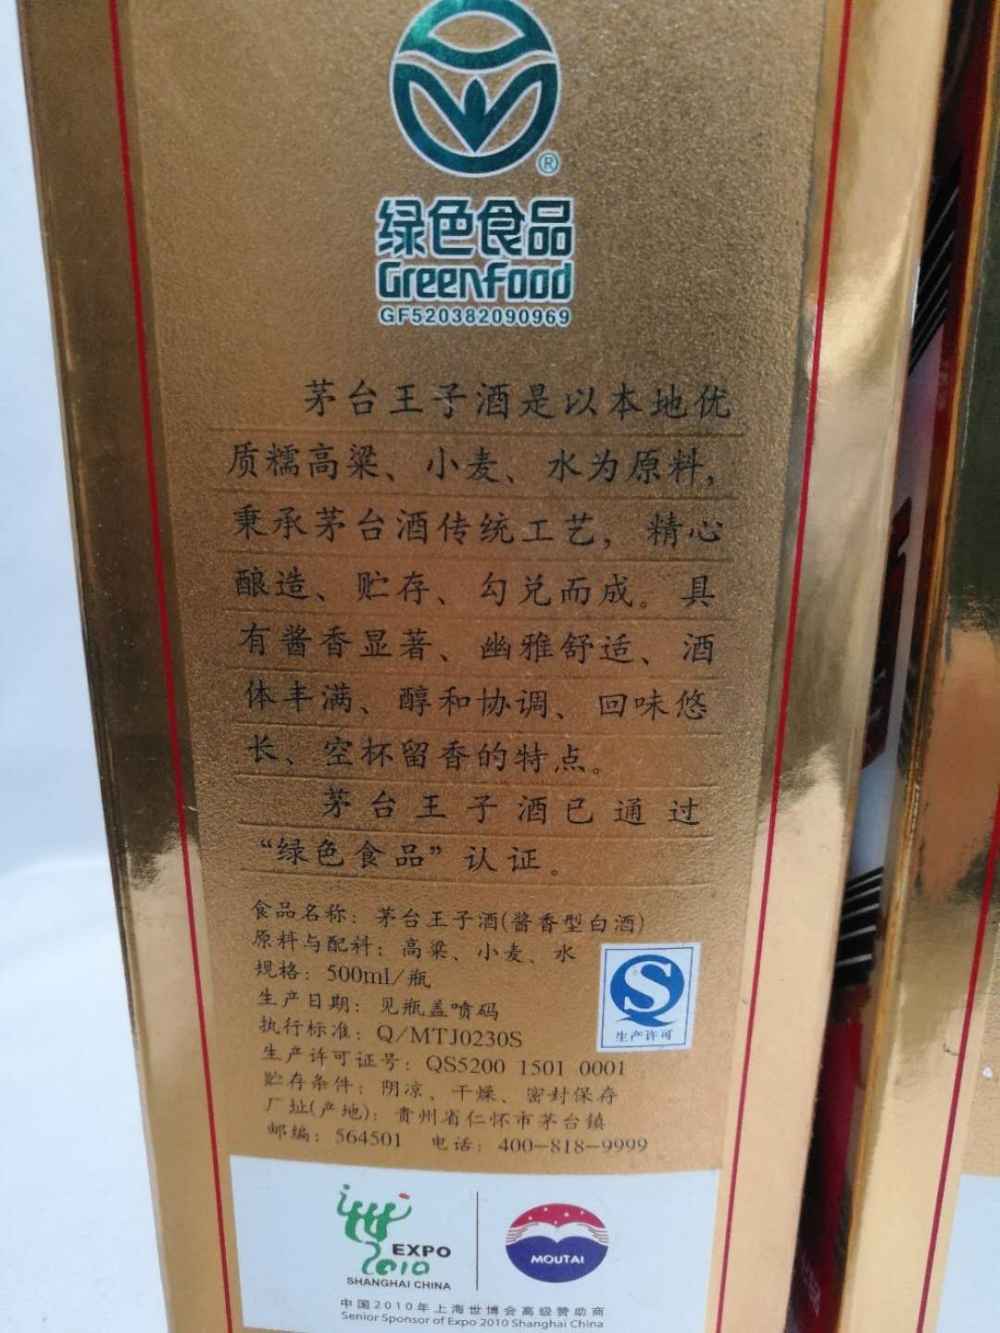 ®
绿色食品
Greenfood
GF520382090969
茅台王子酒是以本地优
质糯高粱、小麦、水为原料，
秉承茅台酒传统工艺，精心
酿造、贮存、勾兑而成。具
有酱香显著、幽雅舒适、酒
体丰满、醇和协调、回味悠
长、空杯留香的特点。
茅台王子酒已通过
“绿色食品”认证。
食品名称：茅台王子酒(酱香型白酒)
原料与配料：高粱、小麦、水
规格：500ml/瓶
生产日期：见瓶盖喷码
执行标准：Q/MTJ0230S
生产许可证号：QS5200 1501 0001
贮存条件：阴凉、干燥、密封保存
厂址(产地)：贵州省仁怀市茅台镇
邮编：564501 电话：400-818-9999
生产许可
EXPO
2010
SHANGHAI CHINA
MOUTAI
中国2010年上海世博会高级赞助商
Senior Sponsor of Expo 2010 Shanghai China